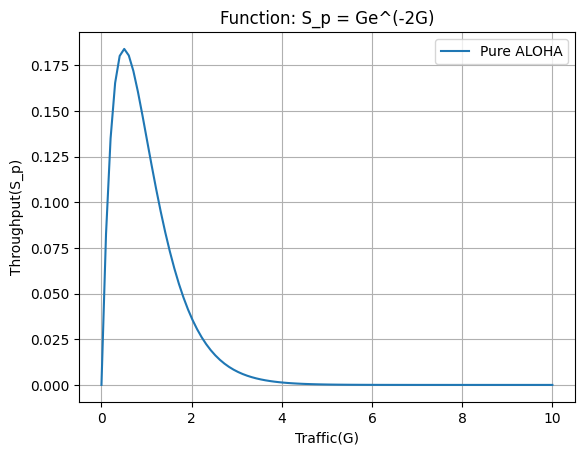 Function: S_p = Ge^(-2G)
Pure ALOHA
Throughput(S_p)
0.175
0.150
0.125
0.100
0.075
0.050
0.025
0.000
0 2 4 6 8 10
Traffic(G)